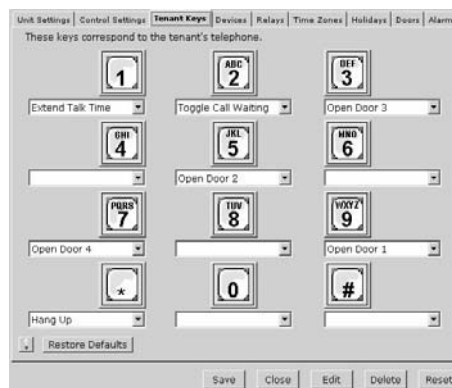 Unit Settings Control Settings Tenant Keys Devices Relays Time Zones Holidays Doors Alarm
These keys correspond to the tenant's telephone.
1 ABC 2 DEF 3
Extend Talk Time Toggle Call Waiting Open Door 3
GHI 4 JKL 5 MNO 6
Open Door 2
PQRS 7 TUV 8 WXYZ 9
Open Door 4 Open Door 1
* 0 #
Hang Up
Restore Defaults
Save Close Edit Delete Reset